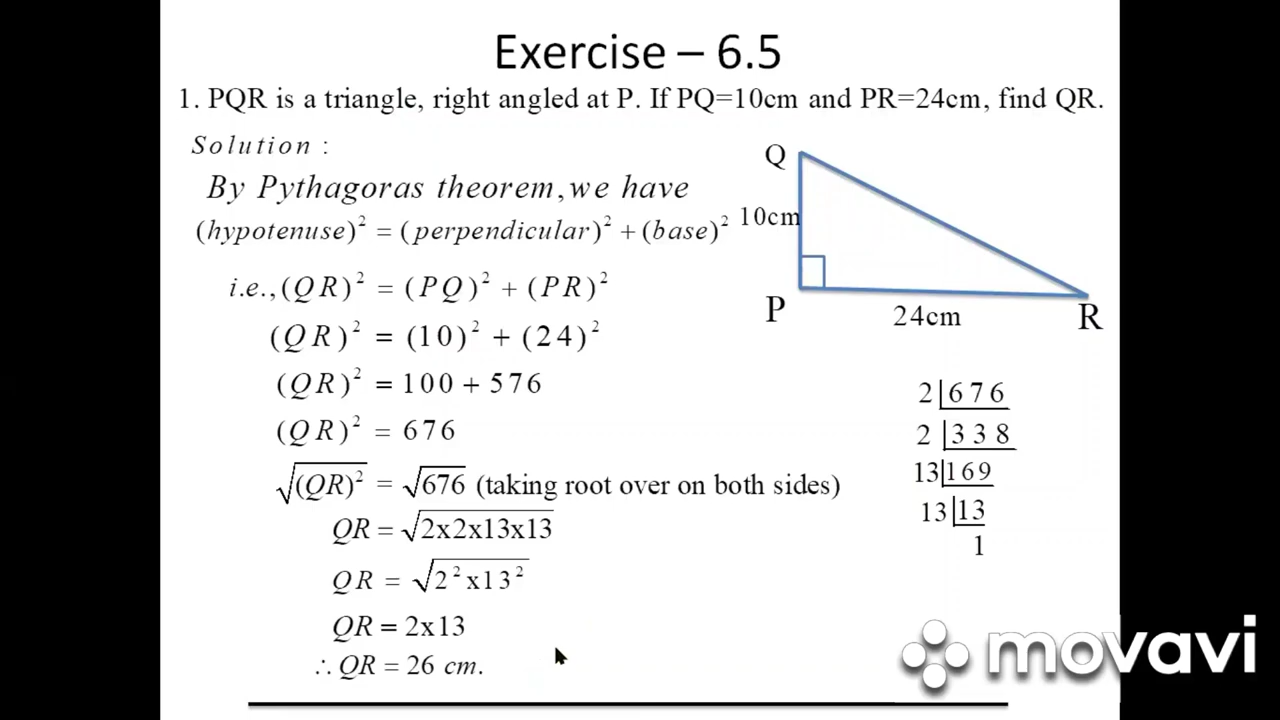 Exercise – 6.5
1. PQR is a triangle, right angled at P. If PQ=10cm and PR=24cm, find QR.
Solution :
By Pythagoras theorem, we have
(hypotenuse)² = (perpendicular)² + (base)²
i.e., (QR)² = (PQ)² + (PR)²
(QR)² = (10)² + (24)²
(QR)² = 100 + 576
(QR)² = 676
√(QR)² = √676 (taking root over on both sides)
QR = √2x2x13x13
QR = √2²x13²
QR = 2x13
∴ QR = 26 cm.
Q
10cm
P
24cm
R
2|676
2|338
13|169
13|13
1
movavi